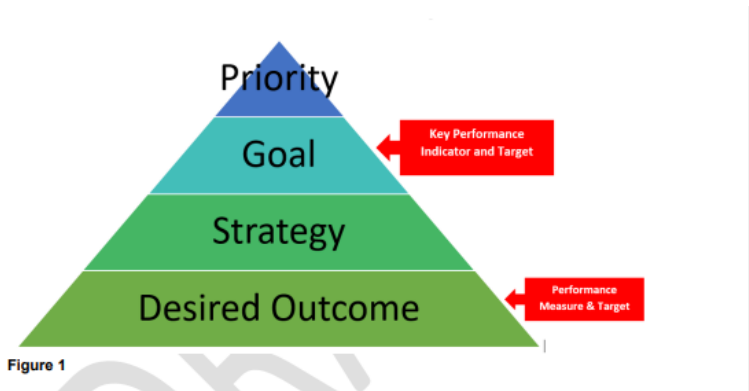 Priority
Goal
Key Performance
Indicator and Target
Strategy
Desired Outcome
Performance
Measure & Target
Figure 1